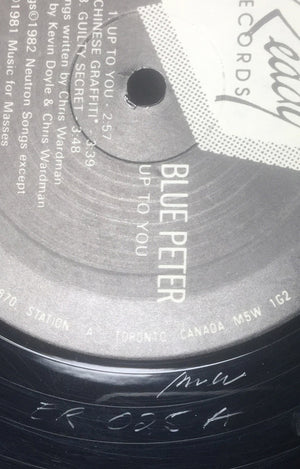 Ready
RECORDS
BLUE PETER
UP TO YOU
UP TO YOU · 2:57
CHINESE GRAFFITI* · 3:39
GUILTY SECRET · 3:48
ngs written by Chris Wardman
by Kevin Doyle & Chris Wardman
ngs ©1982 Neutron Songs except
©1981 Music for Masses
870 STATION A TORONTO CANADA M5W 1G2
ER 025 A